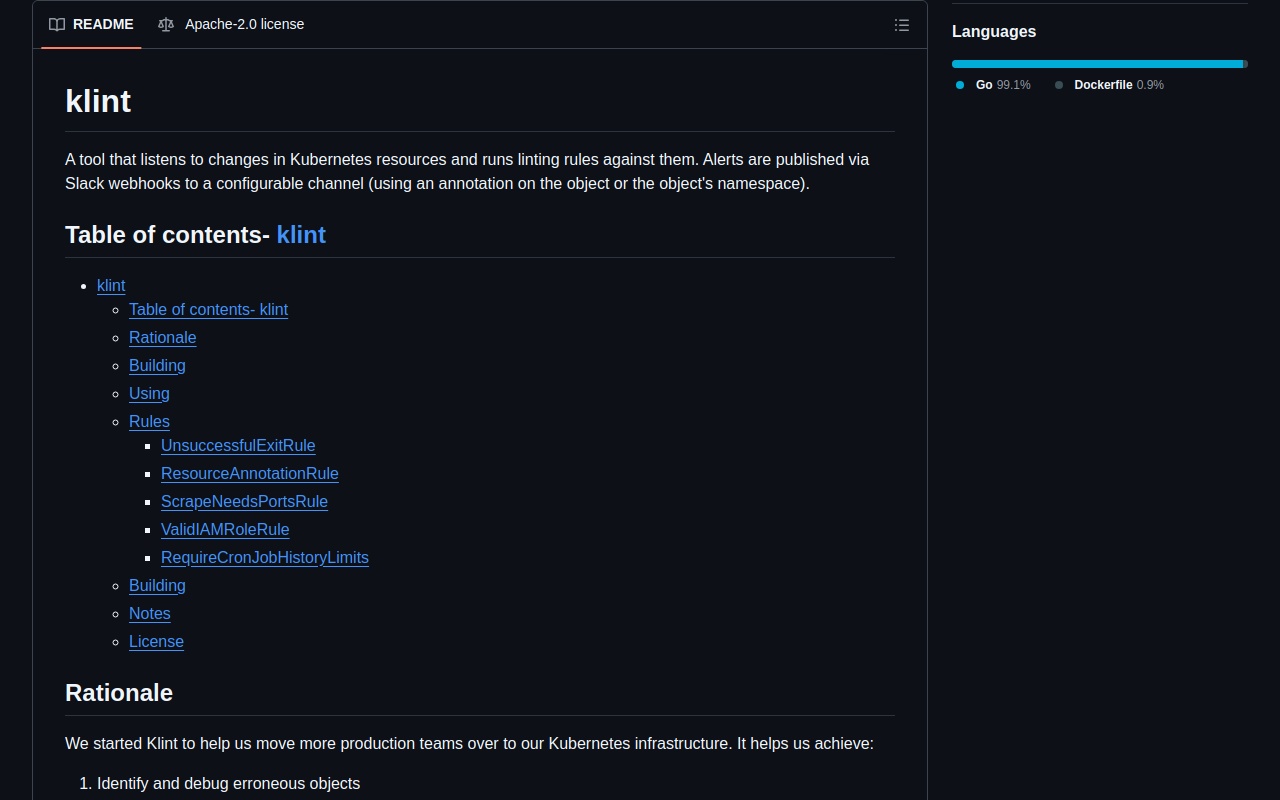 README
Apache-2.0 license
klint
A tool that listens to changes in Kubernetes resources and runs linting rules against them. Alerts are published via
Slack webhooks to a configurable channel (using an annotation on the object or the object's namespace).
Table of contents- klint
klint
Table of contents- klint
Rationale
Building
Using
Rules
UnsuccessfulExitRule
ResourceAnnotationRule
ScrapeNeedsPortsRule
ValidIAMRoleRule
RequireCronJobHistoryLimits
Building
Notes
License
Rationale
We started Klint to help us move more production teams over to our Kubernetes infrastructure. It helps us achieve:
1. Identify and debug erroneous objects
Languages
Go 99.1%
Dockerfile 0.9%